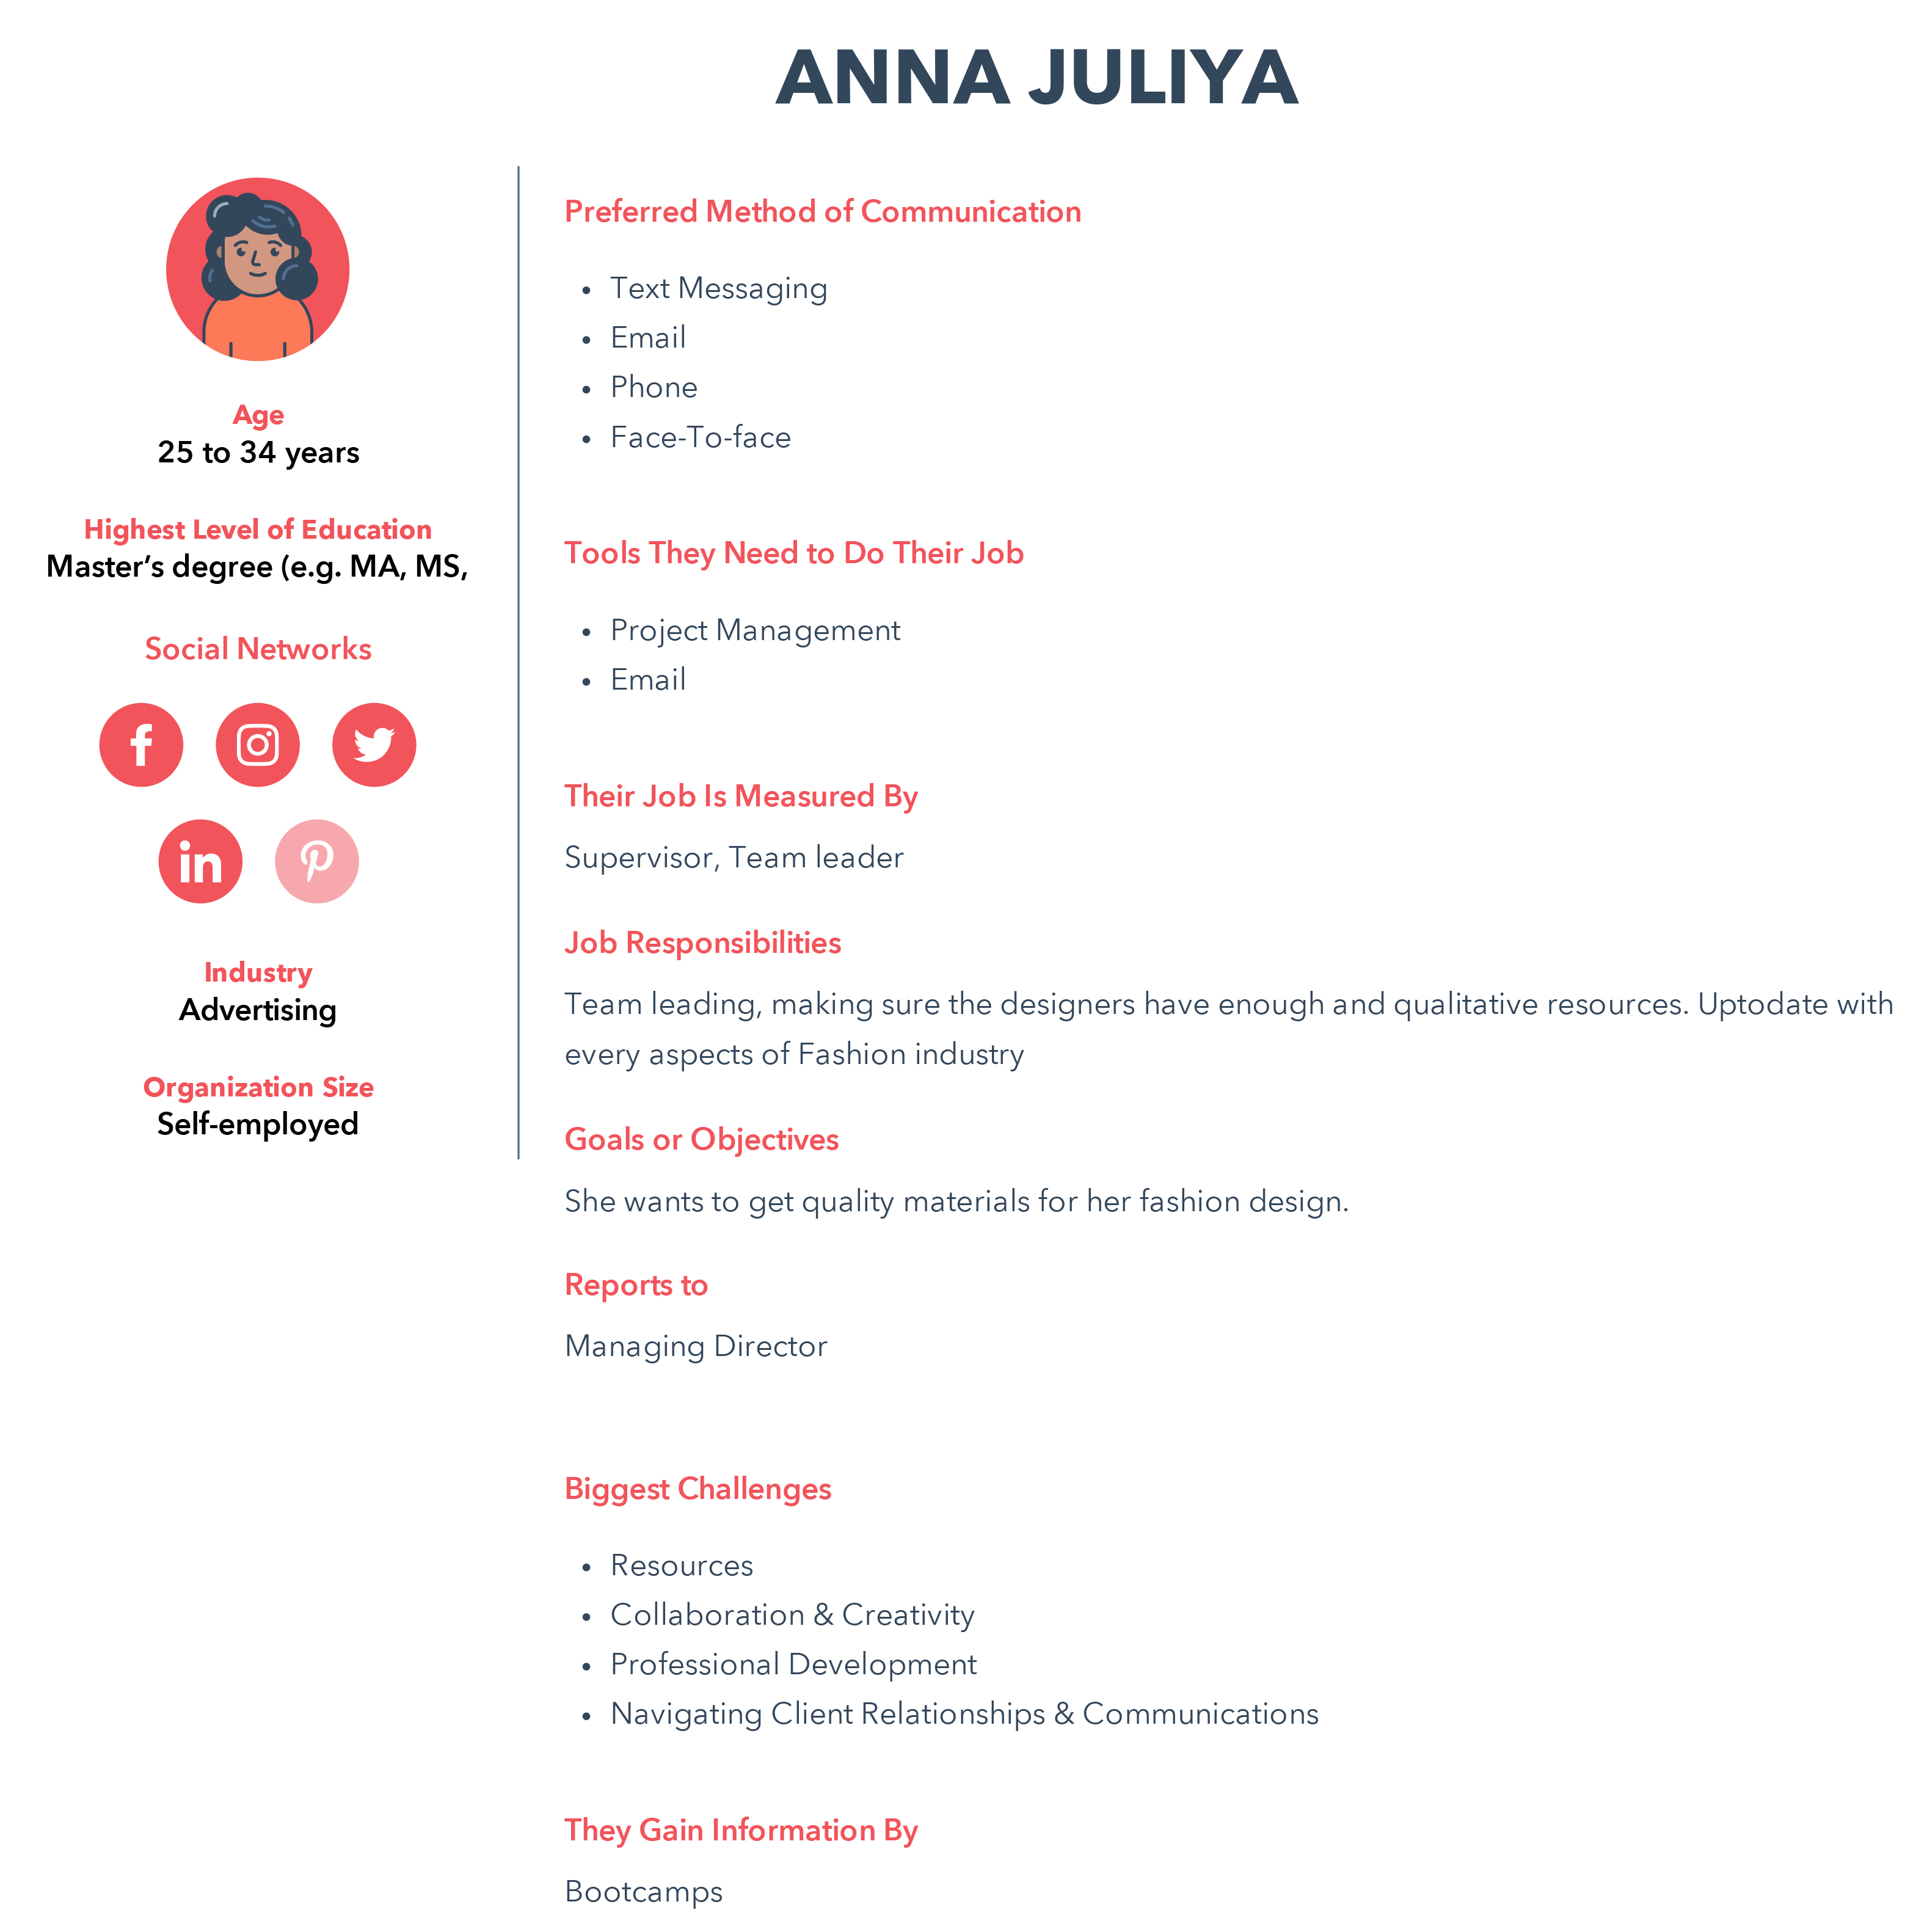 ANNA JULIYA
Age
25 to 34 years
Highest Level of Education
Master’s degree (e.g. MA, MS,
Social Networks
Industry
Advertising
Organization Size
Self-employed
Preferred Method of Communication
• Text Messaging
• Email
• Phone
• Face-To-face
Tools They Need to Do Their Job
• Project Management
• Email
Their Job Is Measured By
Supervisor, Team leader
Job Responsibilities
Team leading, making sure the designers have enough and qualitative resources. Uptodate with
every aspects of Fashion industry
Goals or Objectives
She wants to get quality materials for her fashion design.
Reports to
Managing Director
Biggest Challenges
• Resources
• Collaboration & Creativity
• Professional Development
• Navigating Client Relationships & Communications
They Gain Information By
Bootcamps